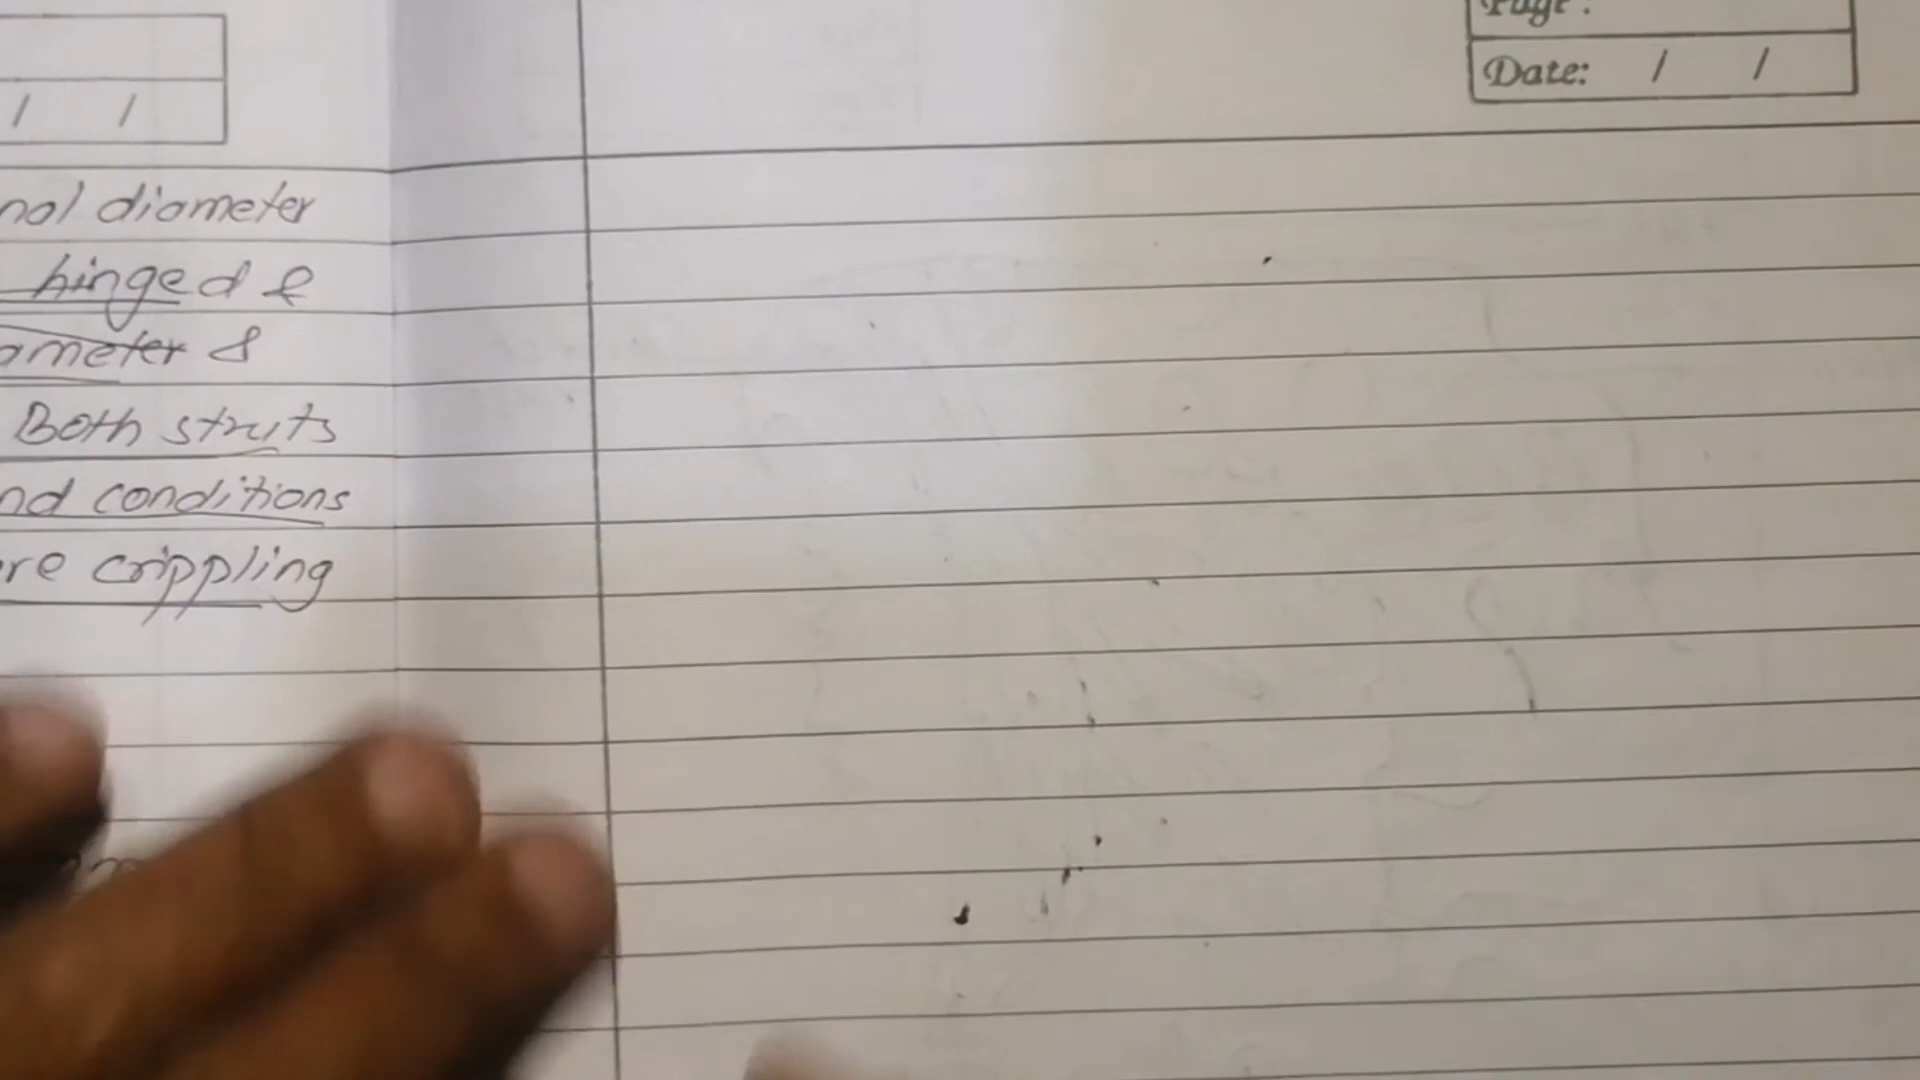 Page :
Date: / /
/ /
nal diameter
hinged &
ameter &
Both struts
nd conditions
re crippling